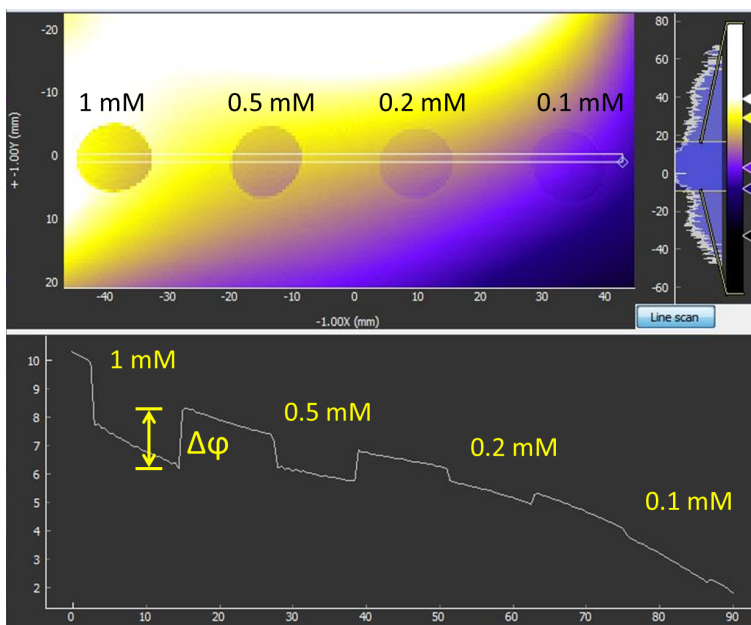 -20
0
10
20
+ -1.00Y (mm)
1 mM
0.5 mM
0.2 mM
0.1 mM
-40 -30 -20 -10 0 10 20 30 40
-1.00X (mm)
80
60
40
20
0
-20
-40
-60
Line scan
10
9
8
7
6
5
4
3
2
1 mM
Δφ
0.5 mM
0.2 mM
0.1 mM
0 10 20 30 40 50 60 70 80 90